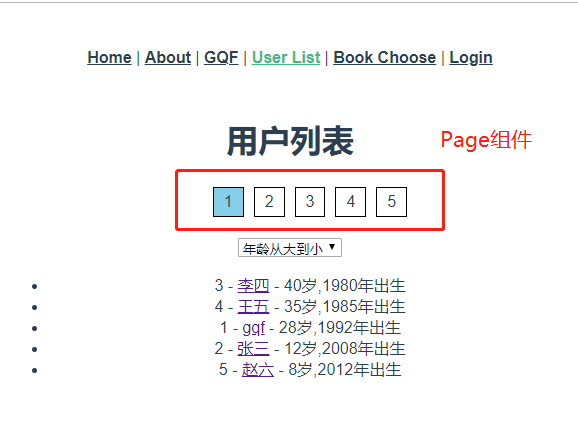 Home | About | GQF | User List | Book Choose | Login
用户列表
Page组件
1 2 3 4 5
年龄从大到小
3 - 李四 - 40岁,1980年出生
4 - 王五 - 35岁,1985年出生
1 - gqf - 28岁,1992年出生
2 - 张三 - 12岁,2008年出生
5 - 赵六 - 8岁,2012年出生